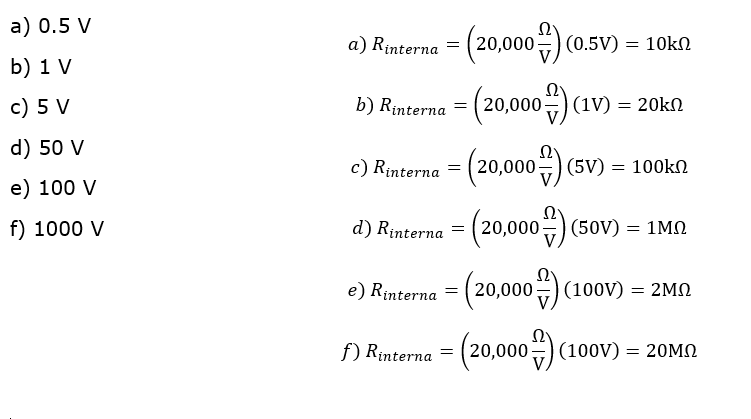 a) 0.5 V
b) 1 V
c) 5 V
d) 50 V
e) 100 V
f) 1000 V
a) R_interna = (20,000 Ω/V)(0.5V) = 10kΩ
b) R_interna = (20,000 Ω/V)(1V) = 20kΩ
c) R_interna = (20,000 Ω/V)(5V) = 100kΩ
d) R_interna = (20,000 Ω/V)(50V) = 1MΩ
e) R_interna = (20,000 Ω/V)(100V) = 2MΩ
f) R_interna = (20,000 Ω/V)(100V) = 20MΩ